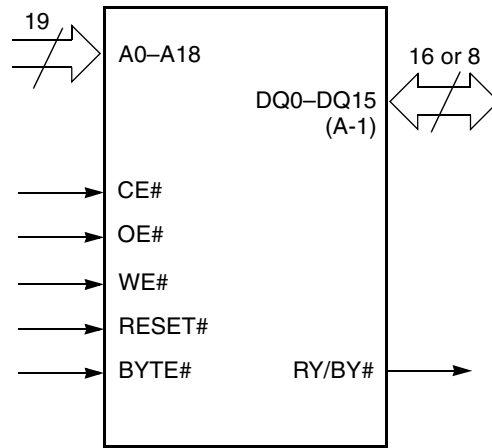 19
A0–A18
16 or 8
DQ0–DQ15
(A-1)
CE#
OE#
WE#
RESET#
BYTE#
RY/BY#